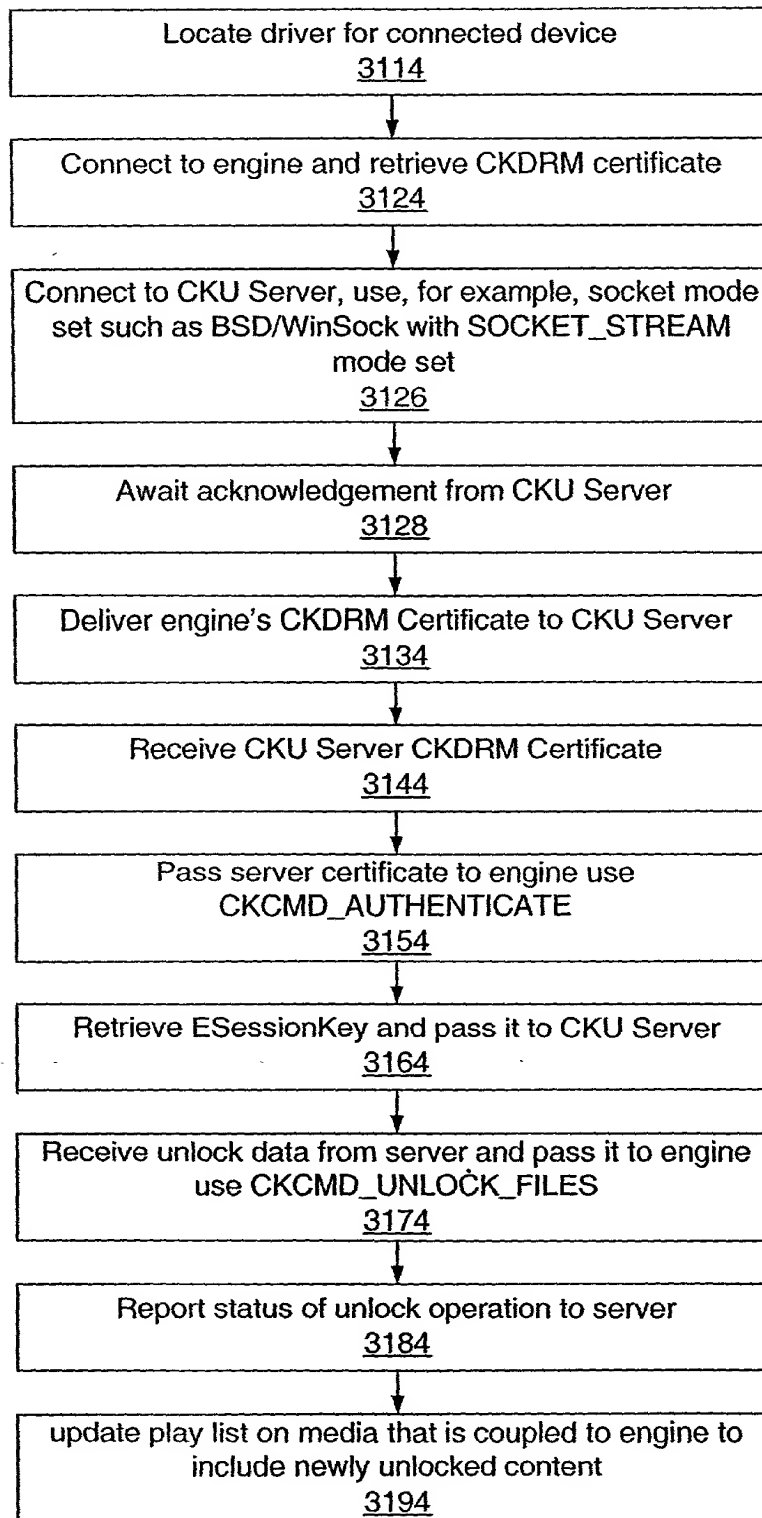 Locate driver for connected device
3114
Connect to engine and retrieve CKDRM certificate
3124
Connect to CKU Server, use, for example, socket mode
set such as BSD/WinSock with SOCKET_STREAM
mode set
3126
Await acknowledgement from CKU Server
3128
Deliver engine's CKDRM Certificate to CKU Server
3134
Receive CKU Server CKDRM Certificate
3144
Pass server certificate to engine use
CKCMD_AUTHENTICATE
3154
Retrieve ESessionKey and pass it to CKU Server
3164
Receive unlock data from server and pass it to engine
use CKCMD_UNLOCK_FILES
3174
Report status of unlock operation to server
3184
update play list on media that is coupled to engine to
include newly unlocked content
3194